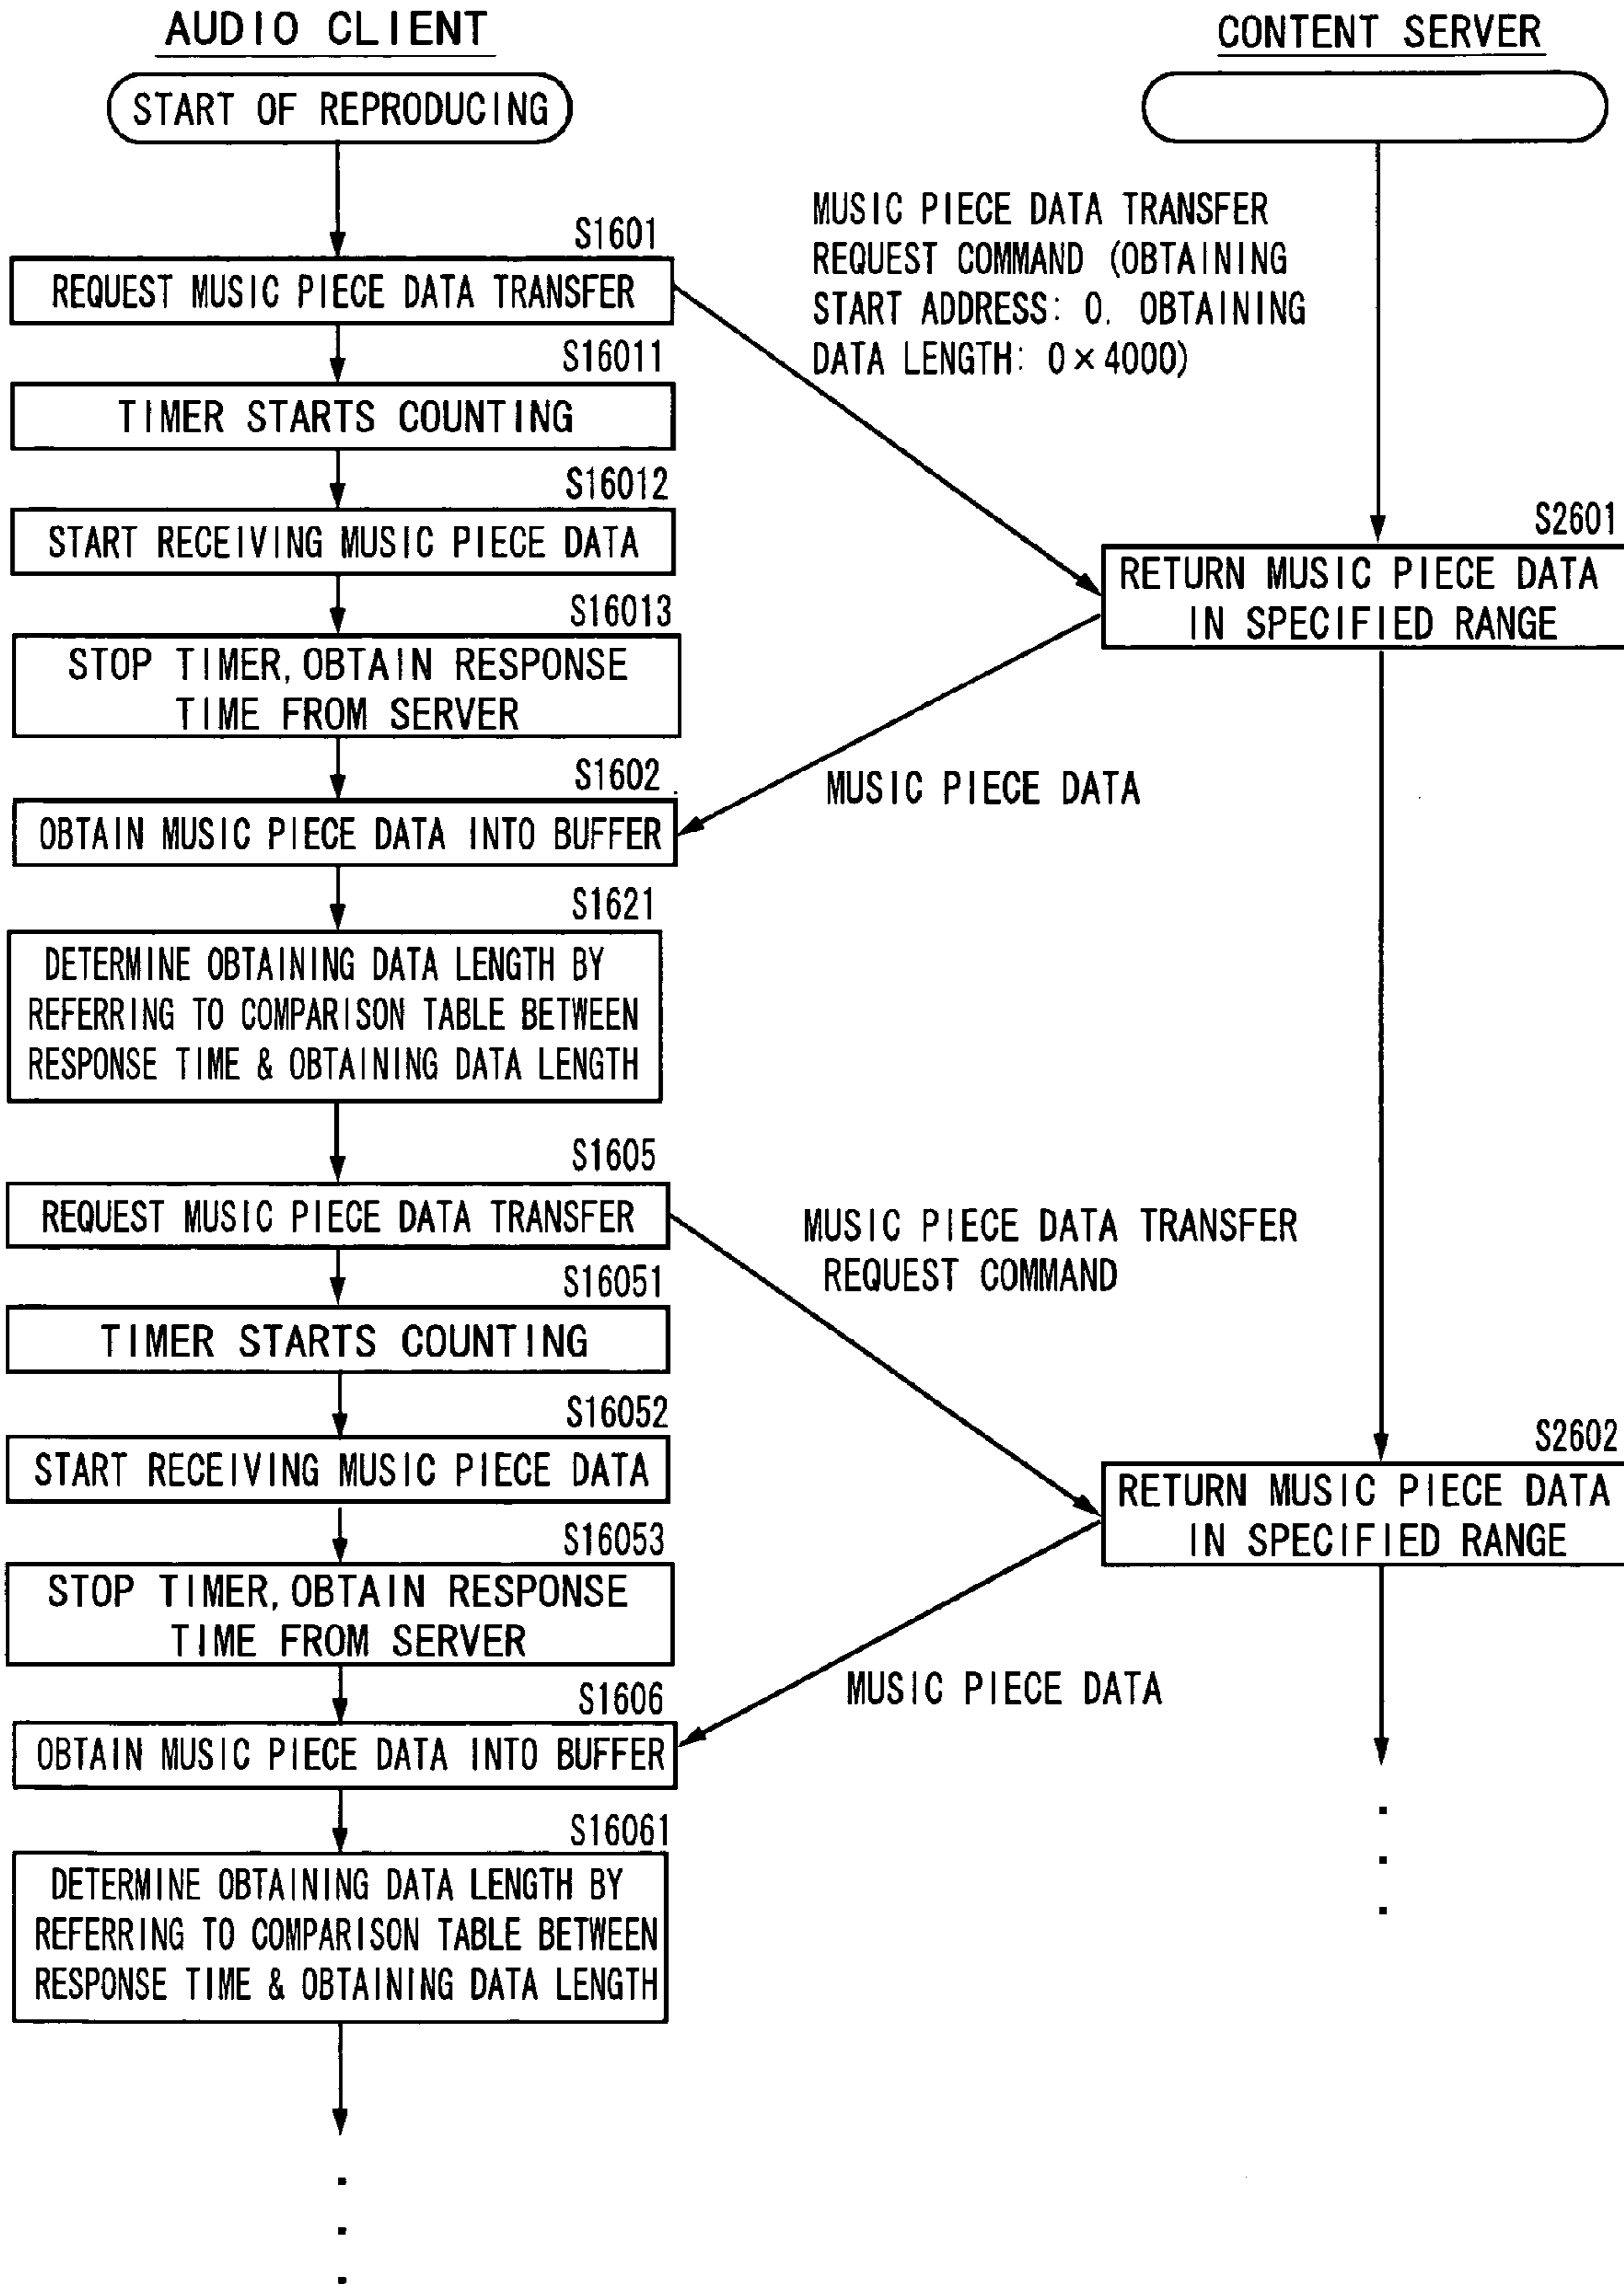 AUDIO CLIENT
CONTENT SERVER
START OF REPRODUCING
MUSIC PIECE DATA TRANSFER
REQUEST COMMAND (OBTAINING
START ADDRESS: 0. OBTAINING
DATA LENGTH: 0×4000)
S1601
REQUEST MUSIC PIECE DATA TRANSFER
S16011
TIMER STARTS COUNTING
S16012
START RECEIVING MUSIC PIECE DATA
S2601
RETURN MUSIC PIECE DATA
IN SPECIFIED RANGE
S16013
STOP TIMER, OBTAIN RESPONSE
TIME FROM SERVER
MUSIC PIECE DATA
S1602
OBTAIN MUSIC PIECE DATA INTO BUFFER
S1621
DETERMINE OBTAINING DATA LENGTH BY
REFERRING TO COMPARISON TABLE BETWEEN
RESPONSE TIME & OBTAINING DATA LENGTH
S1605
REQUEST MUSIC PIECE DATA TRANSFER
MUSIC PIECE DATA TRANSFER
REQUEST COMMAND
S16051
TIMER STARTS COUNTING
S16052
START RECEIVING MUSIC PIECE DATA
S2602
RETURN MUSIC PIECE DATA
IN SPECIFIED RANGE
S16053
STOP TIMER, OBTAIN RESPONSE
TIME FROM SERVER
MUSIC PIECE DATA
S1606
OBTAIN MUSIC PIECE DATA INTO BUFFER
S16061
DETERMINE OBTAINING DATA LENGTH BY
REFERRING TO COMPARISON TABLE BETWEEN
RESPONSE TIME & OBTAINING DATA LENGTH